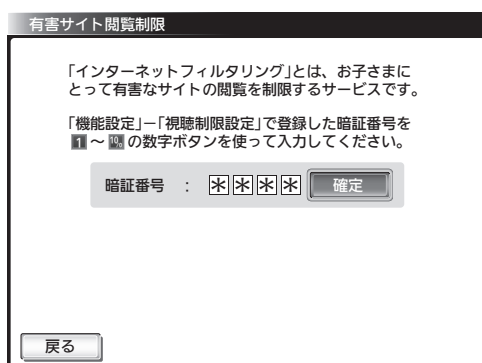 有害サイト閲覧制限
「インターネットフィルタリング」とは、お子さまに
とって有害なサイトの閲覧を制限するサービスです。
「機能設定」−「視聴制限設定」で登録した暗証番号を
1 ～ 10 の数字ボタンを使って入力してください。
暗証番号 ： ＊＊＊＊ 確定
戻る